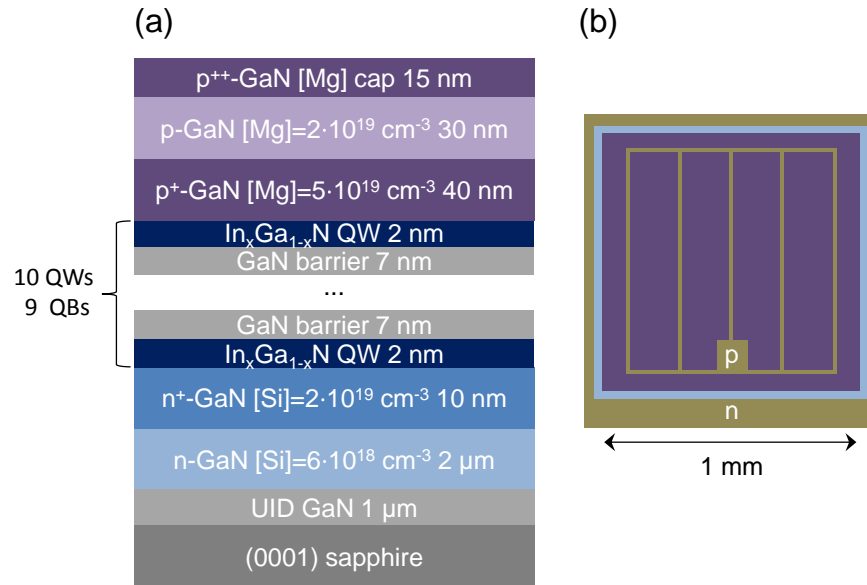 (a)
p⁺⁺-GaN [Mg] cap 15 nm
p-GaN [Mg]=2·10¹⁹ cm⁻³ 30 nm
p⁺-GaN [Mg]=5·10¹⁹ cm⁻³ 40 nm
InₓGa₁₋ₓN QW 2 nm
GaN barrier 7 nm
...
GaN barrier 7 nm
InₓGa₁₋ₓN QW 2 nm
n⁺-GaN [Si]=2·10¹⁹ cm⁻³ 10 nm
n-GaN [Si]=6·10¹⁸ cm⁻³ 2 μm
UID GaN 1 μm
(0001) sapphire
10 QWs
9 QBs
(b)
p
n
1 mm